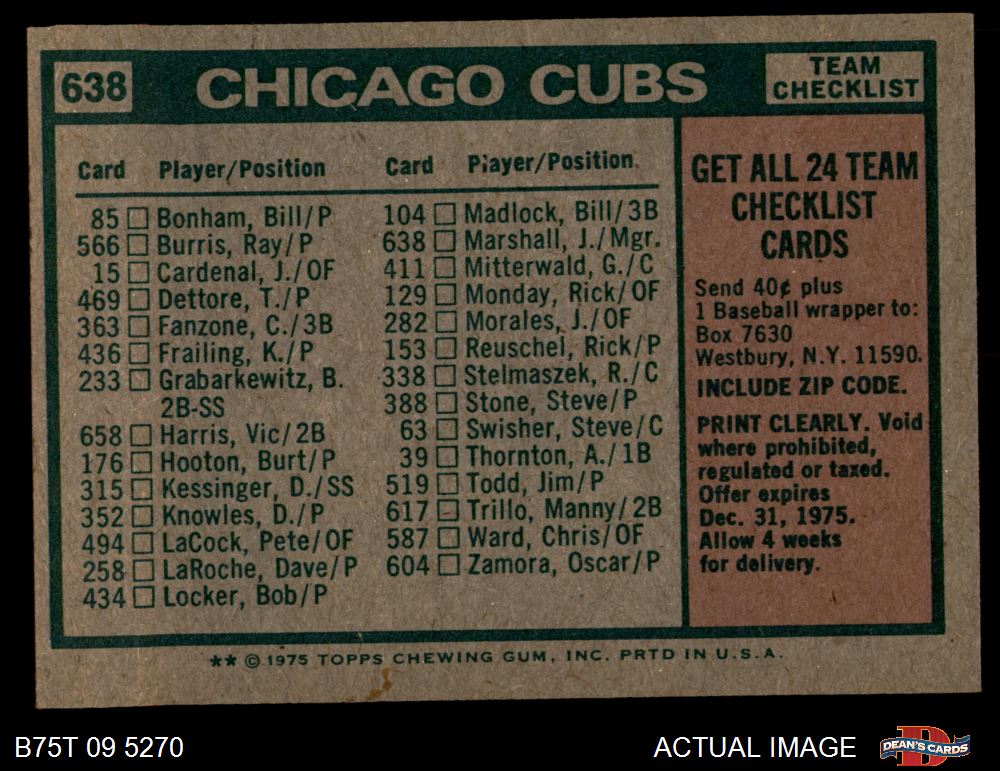 638 CHICAGO CUBS TEAM CHECKLIST
Card Player/Position
85 Bonham, Bill/P
566 Burris, Ray/P
15 Cardenal, J./OF
469 Dettore, T./P
363 Fanzone, C./3B
436 Frailing, K./P
233 Grabarkewitz, B.
2B-SS
658 Harris, Vic/2B
176 Hooton, Burt/P
315 Kessinger, D./SS
352 Knowles, D./P
494 LaCock, Pete/OF
258 LaRoche, Dave/P
434 Locker, Bob/P
Card Player/Position
104 Madlock, Bill/3B
638 Marshall, J./Mgr.
411 Mitterwald, G./C
129 Monday, Rick/OF
282 Morales, J./OF
153 Reuschel, Rick/P
338 Stelmaszek, R./C
388 Stone, Steve/P
63 Swisher, Steve/C
39 Thornton, A./1B
519 Todd, Jim/P
617 Trillo, Manny/2B
587 Ward, Chris/OF
604 Zamora, Oscar/P
GET ALL 24 TEAM
CHECKLIST
CARDS
Send 40¢ plus
1 Baseball wrapper to:
Box 7630
Westbury, N.Y. 11590.
INCLUDE ZIP CODE.
PRINT CLEARLY. Void
where prohibited,
regulated or taxed.
Offer expires
Dec. 31, 1975.
Allow 4 weeks
for delivery.
** © 1975 TOPPS CHEWING GUM, INC. PRTD IN U.S.A.
B75T 09 5270
ACTUAL IMAGE
DEAN'S CARDS